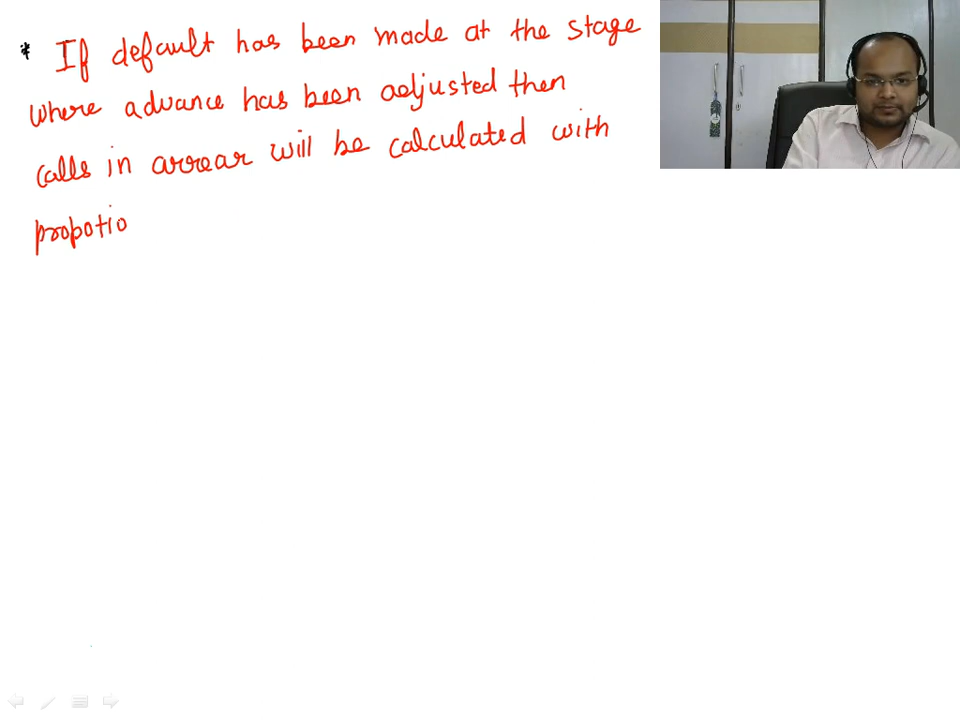 * If default has been made at the stage
where advance has been adjusted then
calls in arrear will be calculated with
propotio